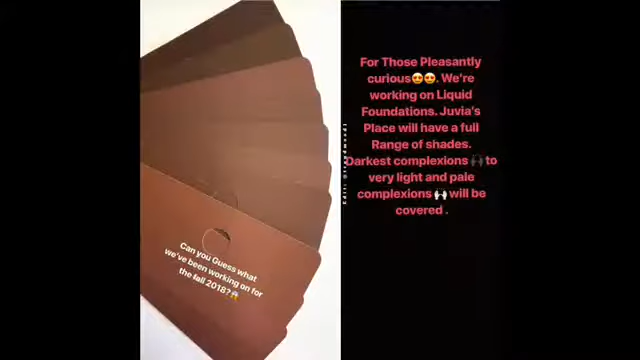 Can you Guess what
we've been working on for
the fall 2018?😱
For Those Pleasantly
curious😍😍. We're
working on Liquid
Foundations. Juvia's
Place will have a full
Range of shades.
Darkest complexions 🙌🏿to
very light and pale
complexions 🙌🏻will be
covered .